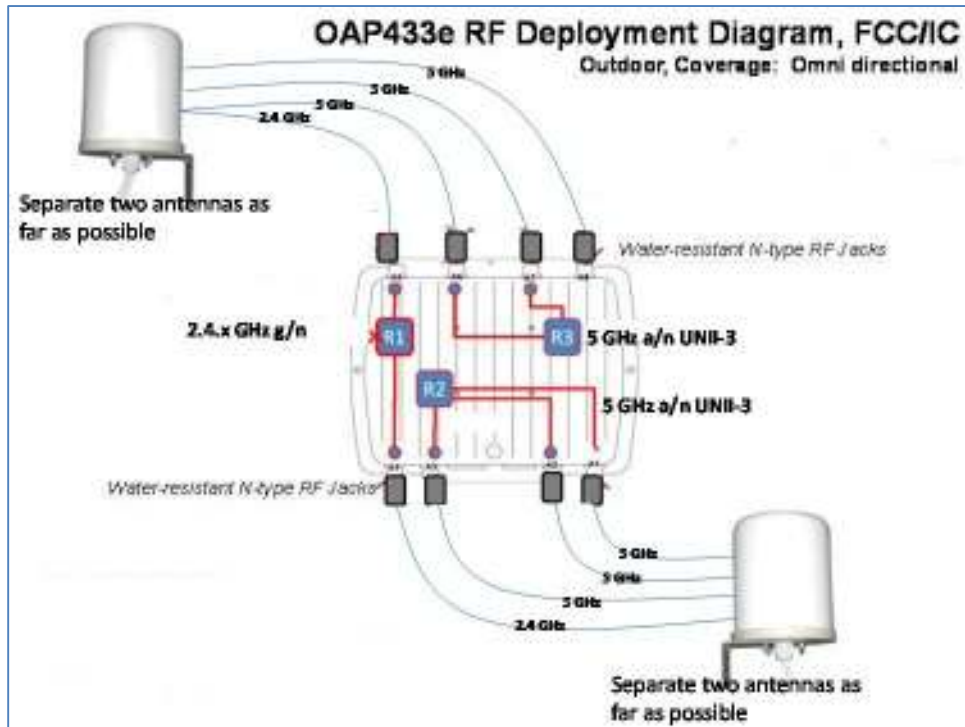 OAP433e RF Deployment Diagram, FCC/IC
Outdoor, Coverage: Omni directional
5 GHz
5 GHz
5 GHz
2.4 GHz
Separate two antennas as
far as possible
Water-resistant N-type RF Jacks
2.4.x GHz g/n
R1
R3
5 GHz a/n UNII-3
R2
5 GHz a/n UNII-3
Water-resistant N-type RF Jacks
5 GHz
5 GHz
5 GHz
2.4 GHz
Separate two antennas as
far as possible